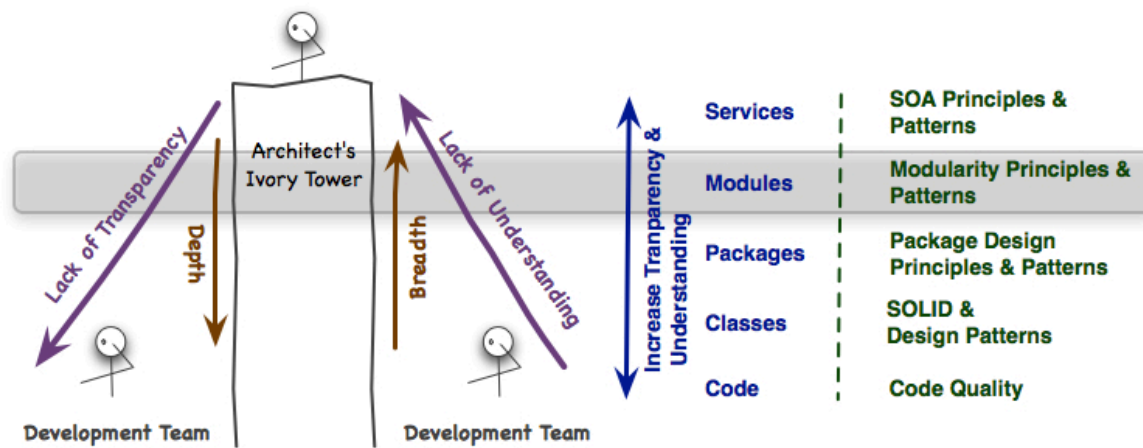 Architect's
Ivory Tower
Lack of Transparency
Depth
Breadth
Lack of Understanding
Development Team
Development Team
Increase Tranparency &
Understanding
Services
SOA Principles &
Patterns
Modules
Modularity Principles &
Patterns
Packages
Package Design
Principles & Patterns
Classes
SOLID &
Design Patterns
Code
Code Quality